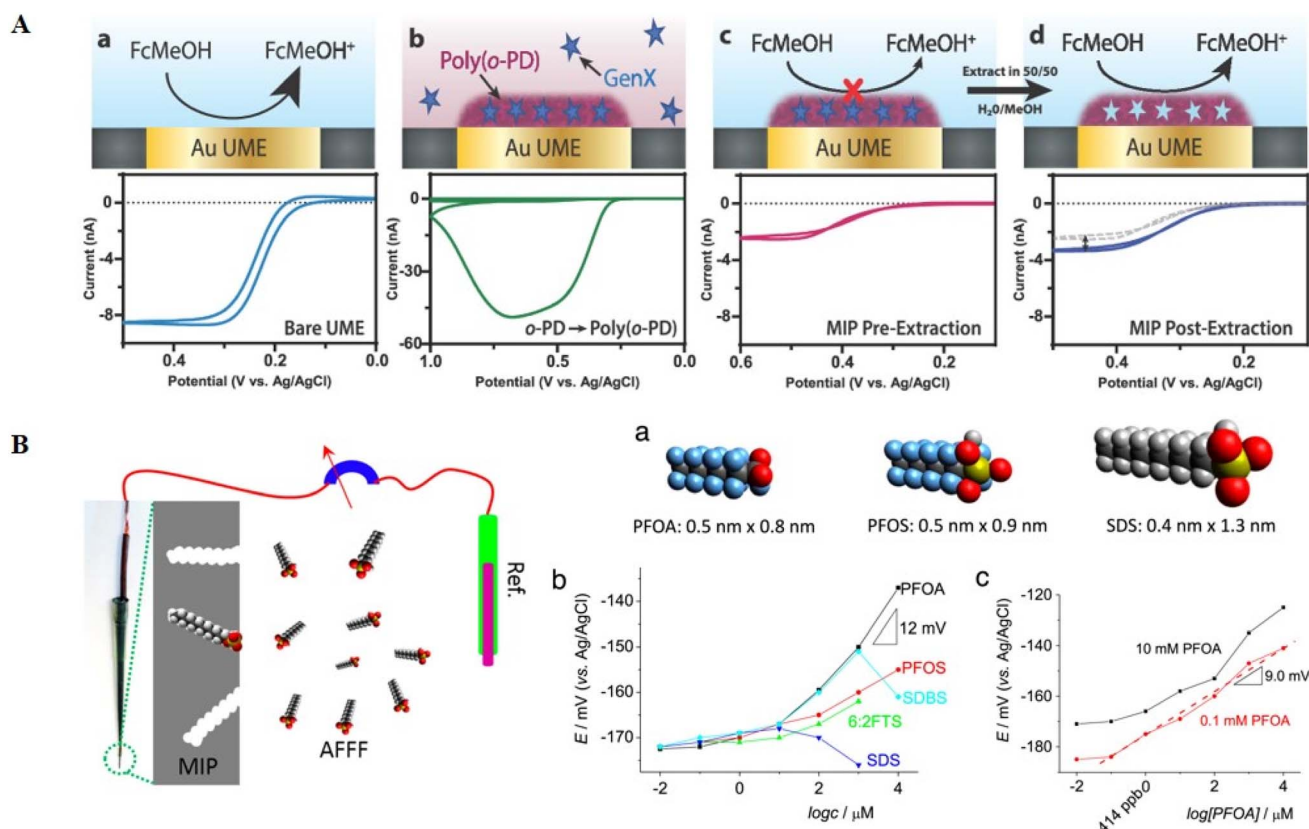 A
a
FcMeOH FcMeOH⁺
Au UME
0
-4
-8
Current (nA)
Bare UME
0.4 0.2 0.0
Potential (V vs. Ag/AgCl)
b
Poly(o-PD)
GenX
Au UME
0
-30
-60
Current (nA)
o-PD → Poly(o-PD)
1.0 0.5 0.0
Potential (V vs. Ag/AgCl)
c
FcMeOH FcMeOH⁺
Au UME
0
-4
-8
Current (nA)
MIP Pre-Extraction
0.6 0.4 0.2
Potential (V vs. Ag/AgCl)
Extract in 50/50
H₂0/MeOH
d
FcMeOH FcMeOH⁺
Au UME
0
-4
-8
Current (nA)
MIP Post-Extraction
0.4 0.2
Potential (V vs. Ag/AgCl)
B
MIP
AFFF
Ref.
a
PFOA: 0.5 nm x 0.8 nm
PFOS: 0.5 nm x 0.9 nm
SDS: 0.4 nm x 1.3 nm
b
E / mV (vs. Ag/AgCl)
-140
-150
-160
-170
PFOA
12 mV
PFOS
SDBS
6:2FTS
SDS
-2 0 2 4
logc / µM
c
E / mV (vs. Ag/AgCl)
-120
-140
-160
-180
10 mM PFOA
9.0 mV
0.1 mM PFOA
-2 0 2 4
414 ppb
log[PFOA] / µM